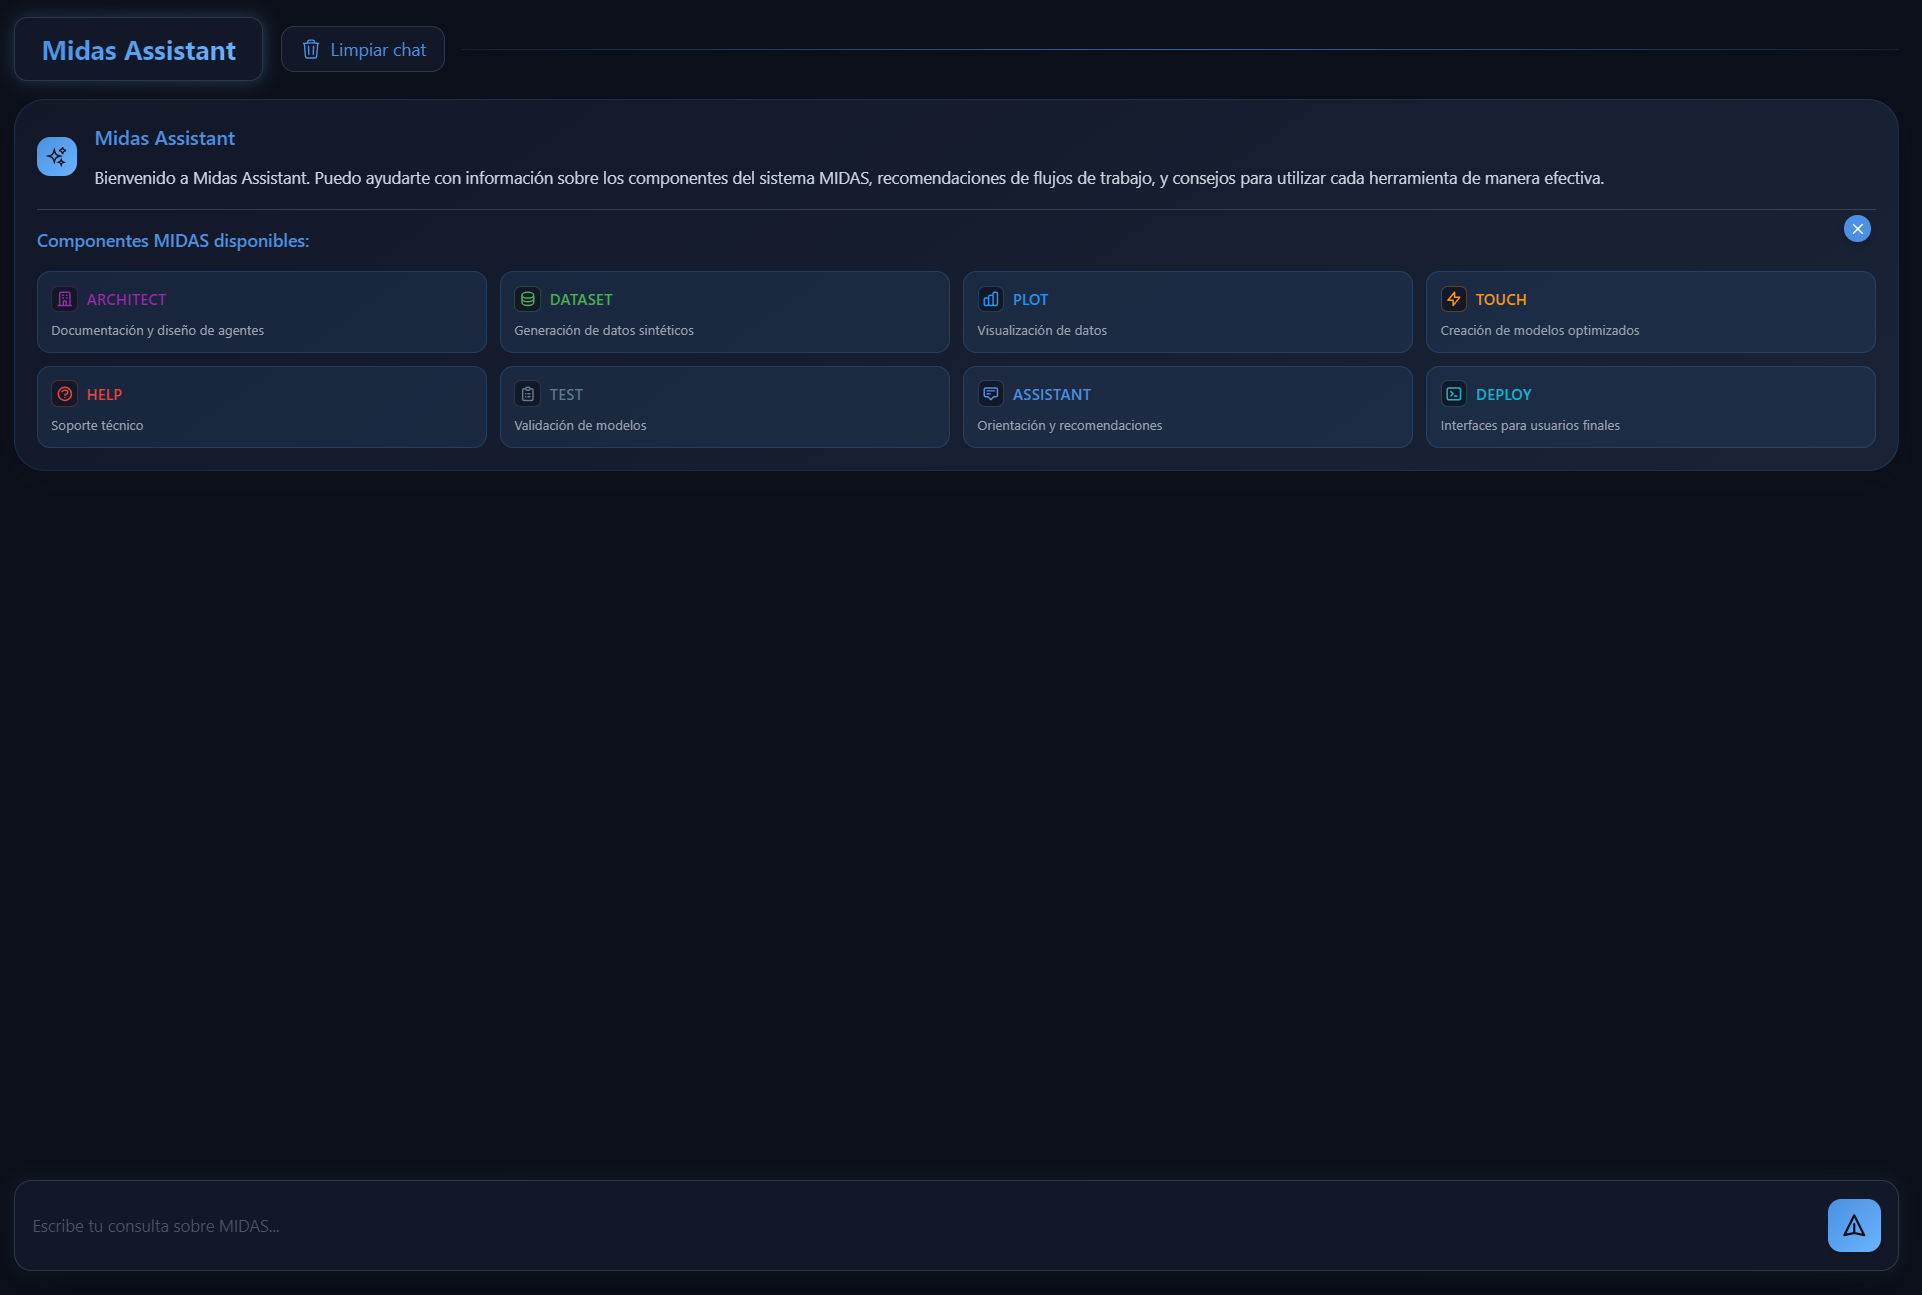 Midas Assistant
Limpiar chat
Midas Assistant
Bienvenido a Midas Assistant. Puedo ayudarte con información sobre los componentes del sistema MIDAS, recomendaciones de flujos de trabajo, y consejos para utilizar cada herramienta de manera efectiva.
Componentes MIDAS disponibles:
ARCHITECT
Documentación y diseño de agentes
DATASET
Generación de datos sintéticos
PLOT
Visualización de datos
TOUCH
Creación de modelos optimizados
HELP
Soporte técnico
TEST
Validación de modelos
ASSISTANT
Orientación y recomendaciones
DEPLOY
Interfaces para usuarios finales
Escribe tu consulta sobre MIDAS...